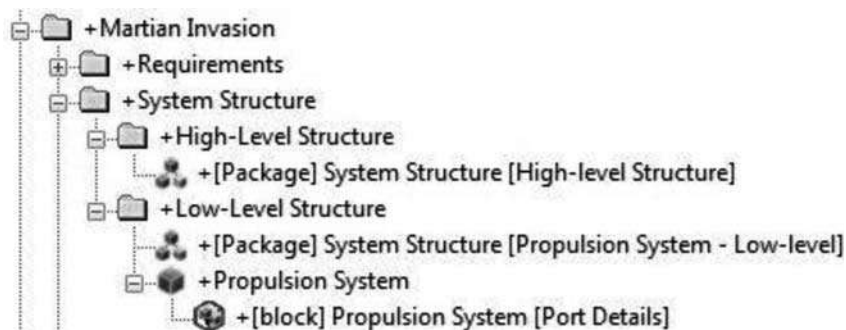 +Martian Invasion
+Requirements
+System Structure
+High-Level Structure
+[Package] System Structure [High-level Structure]
+Low-Level Structure
+[Package] System Structure [Propulsion System - Low-level]
+Propulsion System
+[block] Propulsion System [Port Details]